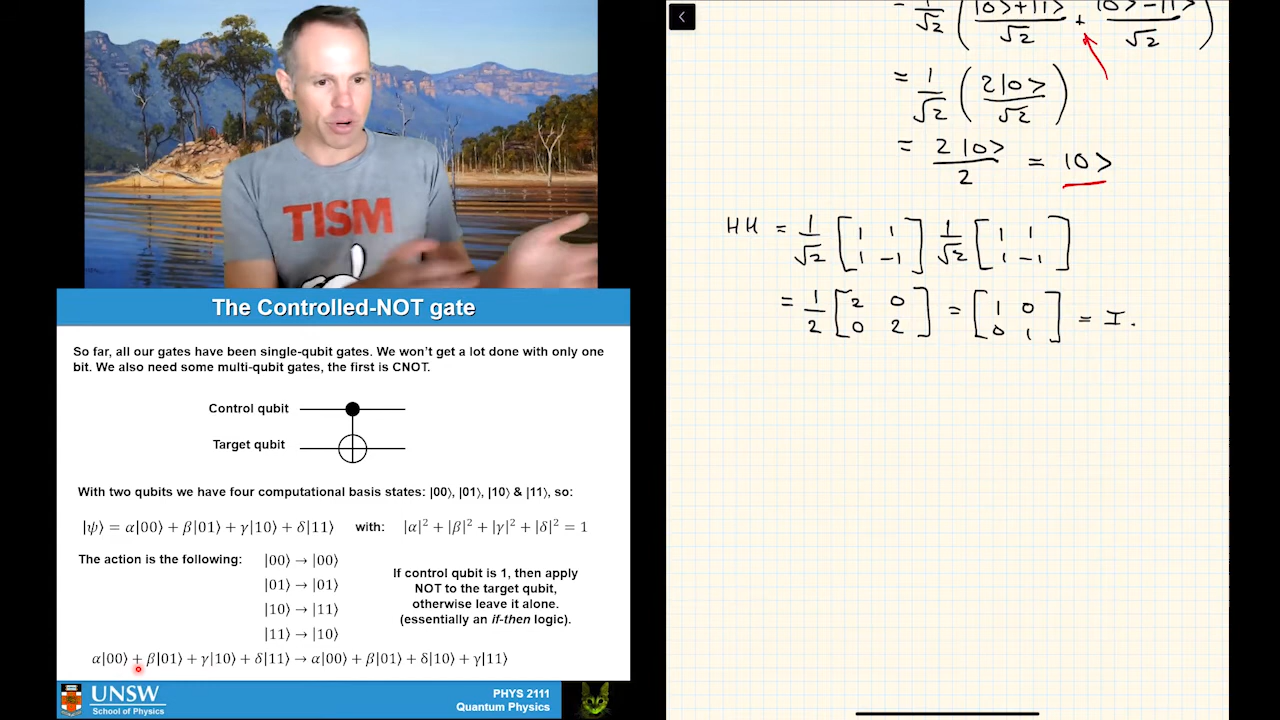 TISM
The Controlled-NOT gate
So far, all our gates have been single-qubit gates. We won't get a lot done with only one
bit. We also need some multi-qubit gates, the first is CNOT.
Control qubit
Target qubit
With two qubits we have four computational basis states: |00⟩, |01⟩, |10⟩ & |11⟩, so:
|ψ⟩ = α|00⟩ + β|01⟩ + γ|10⟩ + δ|11⟩ with: |α|² + |β|² + |γ|² + |δ|² = 1
The action is the following:
|00⟩ → |00⟩
|01⟩ → |01⟩
|10⟩ → |11⟩
|11⟩ → |10⟩
If control qubit is 1, then apply
NOT to the target qubit,
otherwise leave it alone.
(essentially an if-then logic).
α|00⟩ + β|01⟩ + γ|10⟩ + δ|11⟩ → α|00⟩ + β|01⟩ + δ|10⟩ + γ|11⟩
UNSW
School of Physics
PHYS 2111
Quantum Physics
= 1/√2 ( |0>+|1>/√2 + |0>-|1>/√2 )
= 1/√2 ( 2|0>/√2 )
= 2|0>/2 = |0>
HH = 1/√2 [1 1; 1 -1] 1/√2 [1 1; 1 -1]
= 1/2 [2 0; 0 2] = [1 0; 0 1] = I.